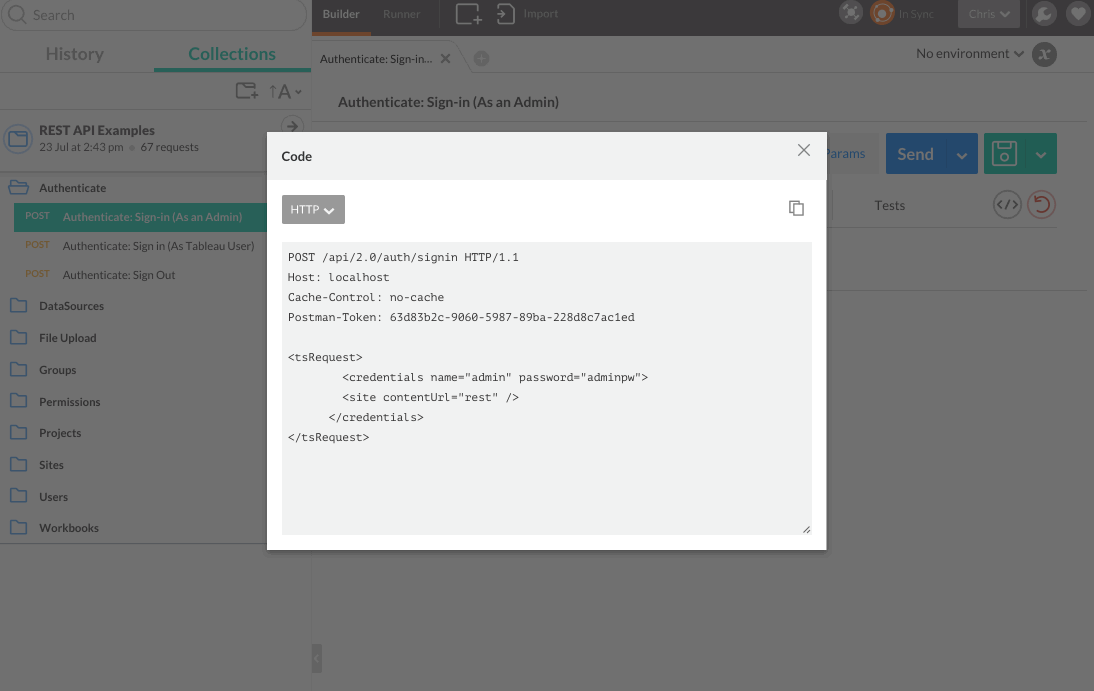 Search
Builder
Runner
Import
In Sync
Chris
History
Collections
Authenticate: Sign-in...
No environment
↑A
Authenticate: Sign-in (As an Admin)
REST API Examples
23 Jul at 2:43 pm 67 requests
Params
Send
Tests
Authenticate
POST Authenticate: Sign-in (As an Admin)
POST Authenticate: Sign in (As Tableau User)
POST Authenticate: Sign Out
DataSources
File Upload
Groups
Permissions
Projects
Sites
Users
Workbooks
Code
HTTP
POST /api/2.0/auth/signin HTTP/1.1
Host: localhost
Cache-Control: no-cache
Postman-Token: 63d83b2c-9060-5987-89ba-228d8c7ac1ed
<tsRequest>
<credentials name="admin" password="adminpw">
<site contentUrl="rest" />
</credentials>
</tsRequest>